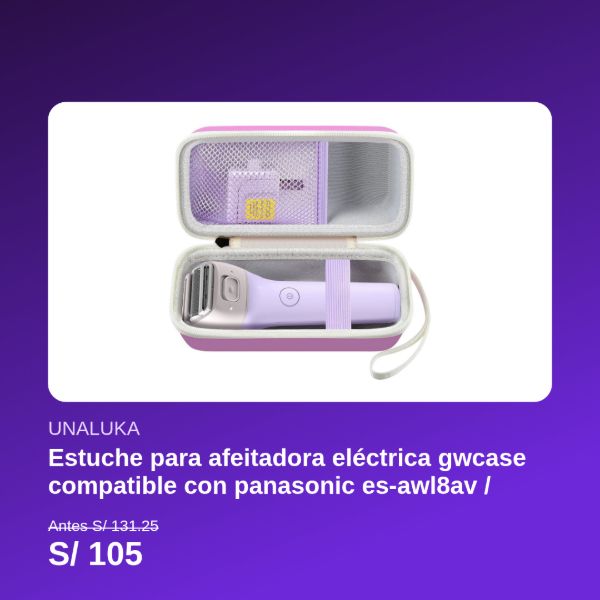 UNALUKA
Estuche para afeitadora eléctrica gwcase
compatible con panasonic es-awl8av /
Antes S/ 131.25
S/ 105